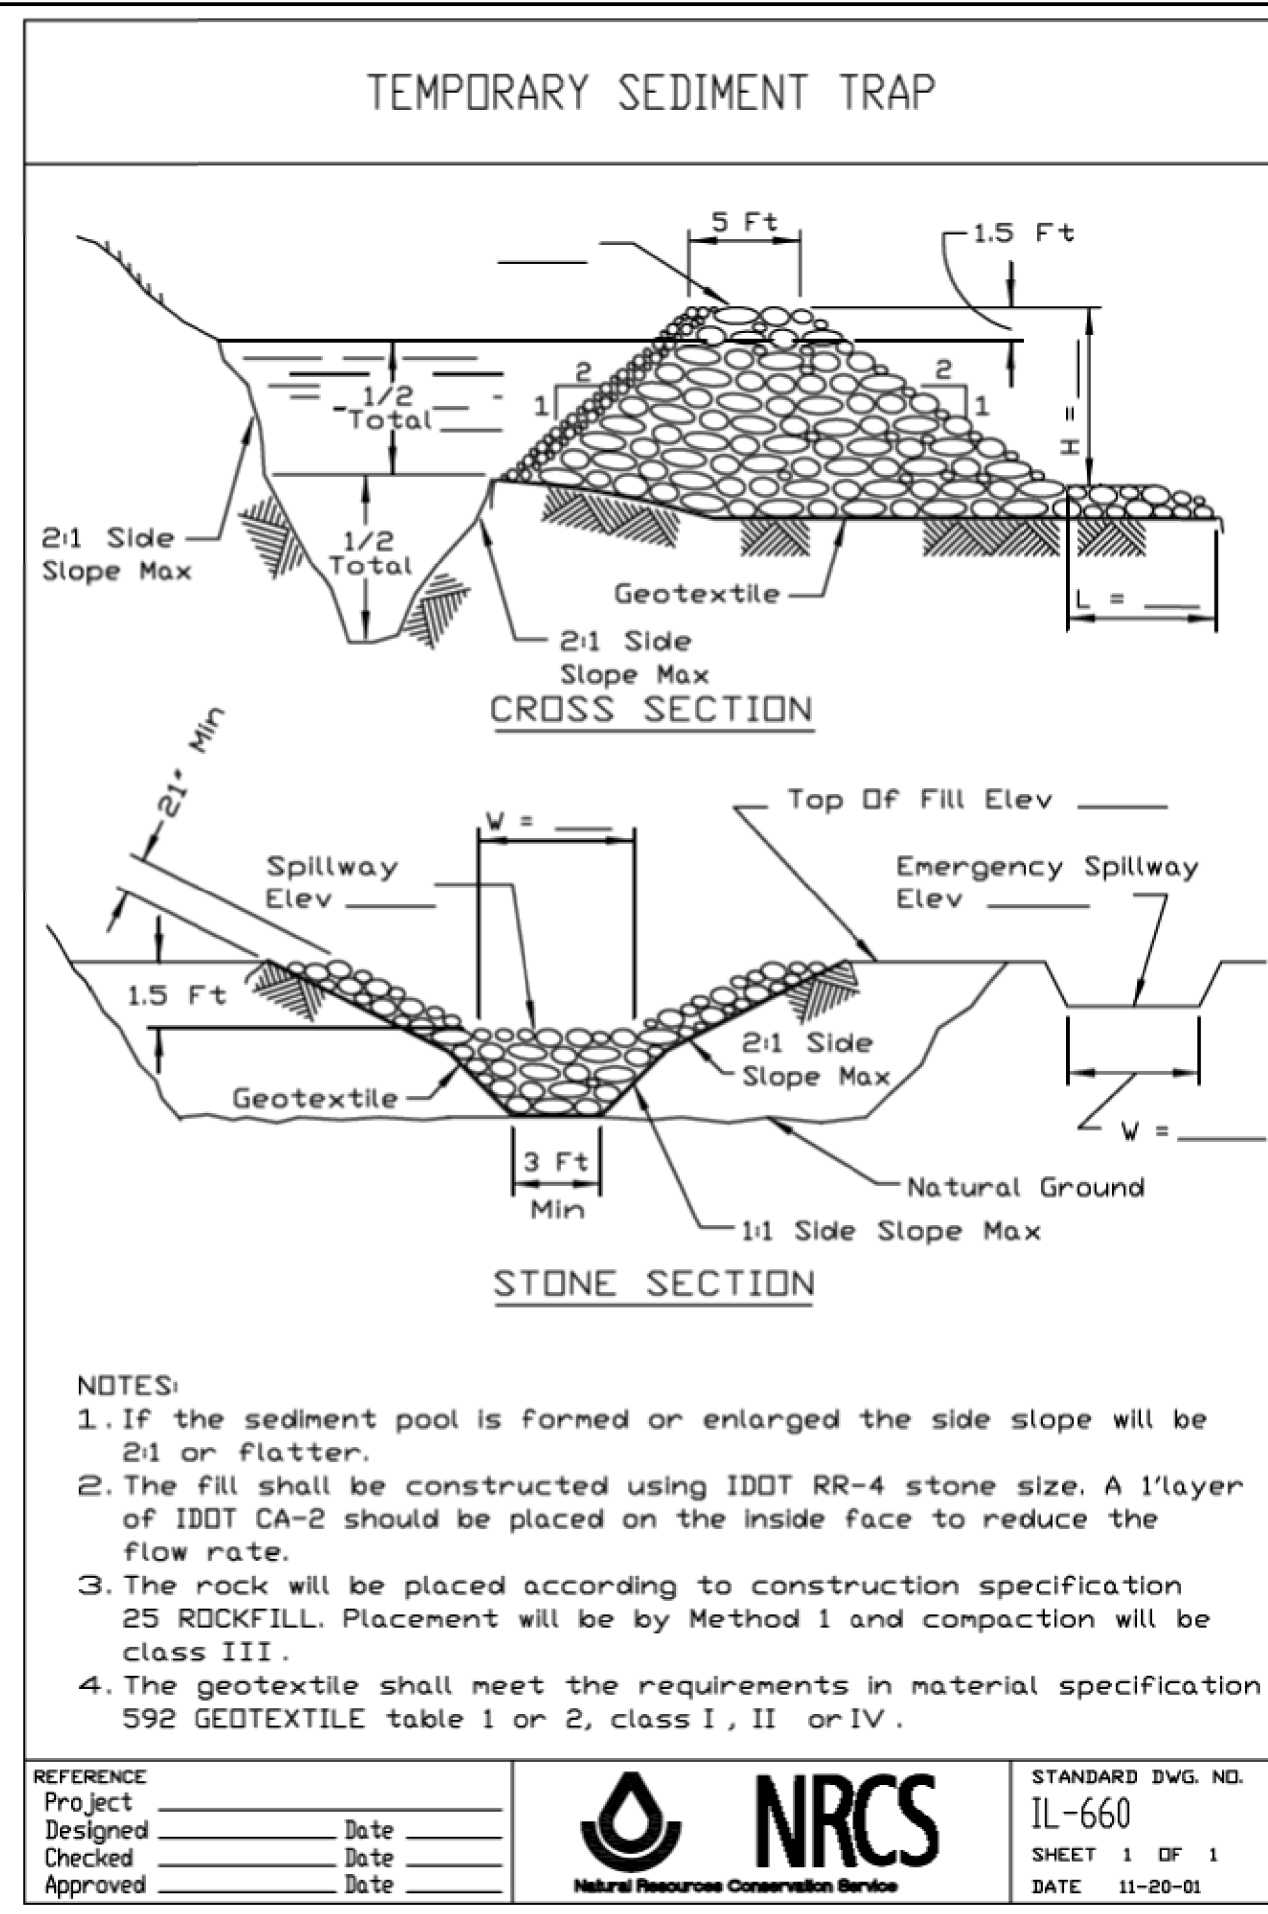 TEMPORARY SEDIMENT TRAP
5 Ft
1.5 Ft
2
1
1/2
Total
2
1
H =
2:1 Side
Slope Max
1/2
Total
Geotextile
L =
2:1 Side
Slope Max
CROSS SECTION
21" Min
W =
Top Of Fill Elev
Spillway
Elev
Emergency Spillway
Elev
1.5 Ft
2:1 Side
Slope Max
Geotextile
W =
3 Ft
Min
Natural Ground
1:1 Side Slope Max
STONE SECTION
NOTES:
1. If the sediment pool is formed or enlarged the side slope will be
2:1 or flatter.
2. The fill shall be constructed using IDOT RR-4 stone size. A 1'layer
of IDOT CA-2 should be placed on the inside face to reduce the
flow rate.
3. The rock will be placed according to construction specification
25 ROCKFILL. Placement will be by Method 1 and compaction will be
class III.
4. The geotextile shall meet the requirements in material specification
592 GEOTEXTILE table 1 or 2, class I, II or IV.
REFERENCE
Project
Designed Date
Checked Date
Approved Date
NRCS
Natural Resources Conservation Service
STANDARD DWG. NO.
IL-660
SHEET 1 OF 1
DATE 11-20-01